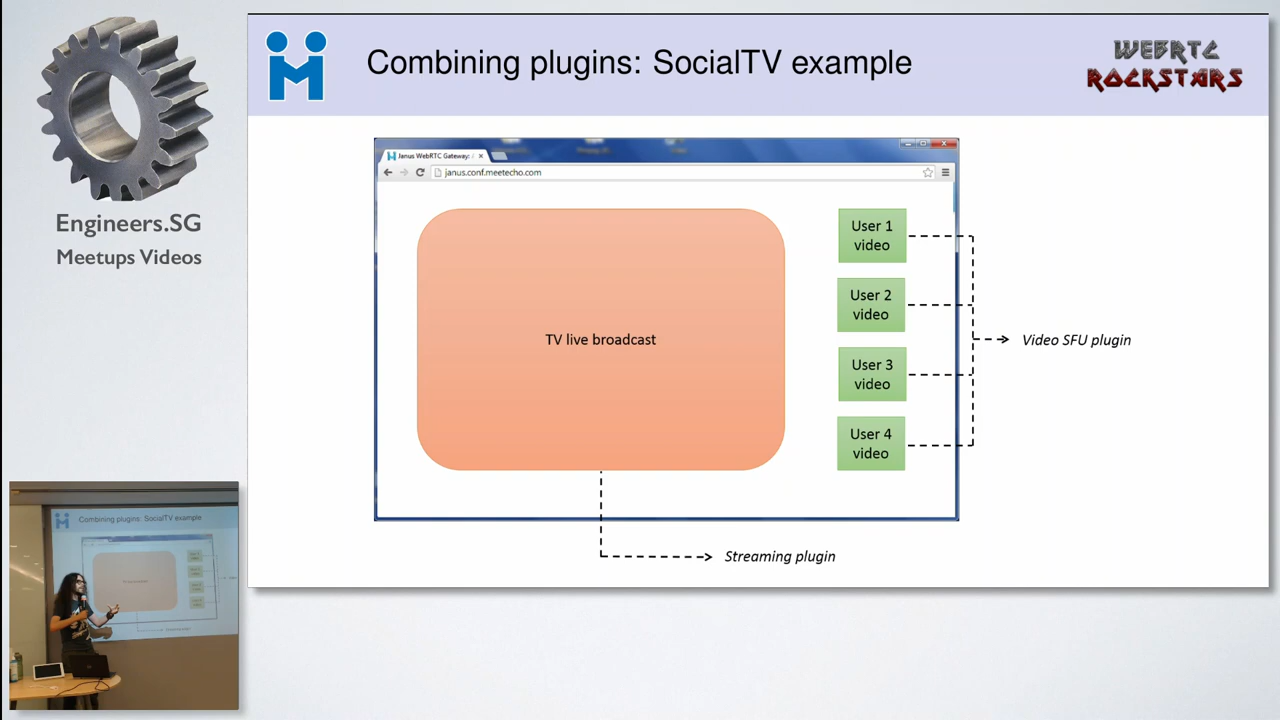 Engineers.SG
Meetups Videos
Combining plugins: SocialTV example
WEBRTC
ROCKSTARS
Janus WebRTC Gateway:
janus.conf.meetecho.com
TV live broadcast
User 1
video
User 2
video
User 3
video
User 4
video
Video SFU plugin
Streaming plugin
Combining plugins: SocialTV example